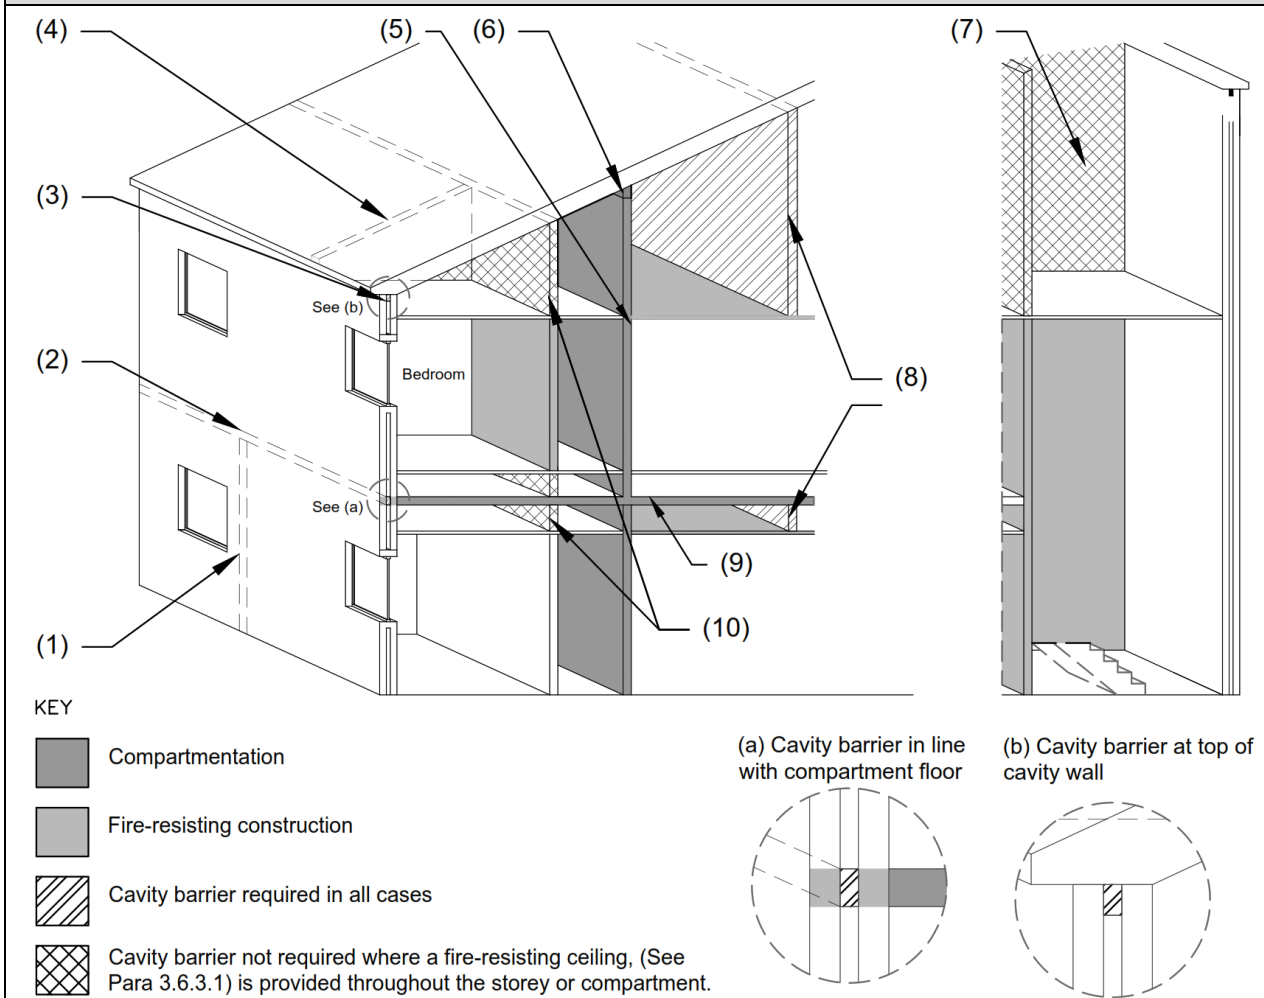 (4)
(5)
(6)
(7)
(3)
See (b)
(2)
Bedroom
(8)
See (a)
(9)
(10)
(1)
KEY
Compartmentation
Fire-resisting construction
Cavity barrier required in all cases
Cavity barrier not required where a fire-resisting ceiling, (See
Para 3.6.3.1) is provided throughout the storey or compartment.
(a) Cavity barrier in line
with compartment floor
(b) Cavity barrier at top of
cavity wall